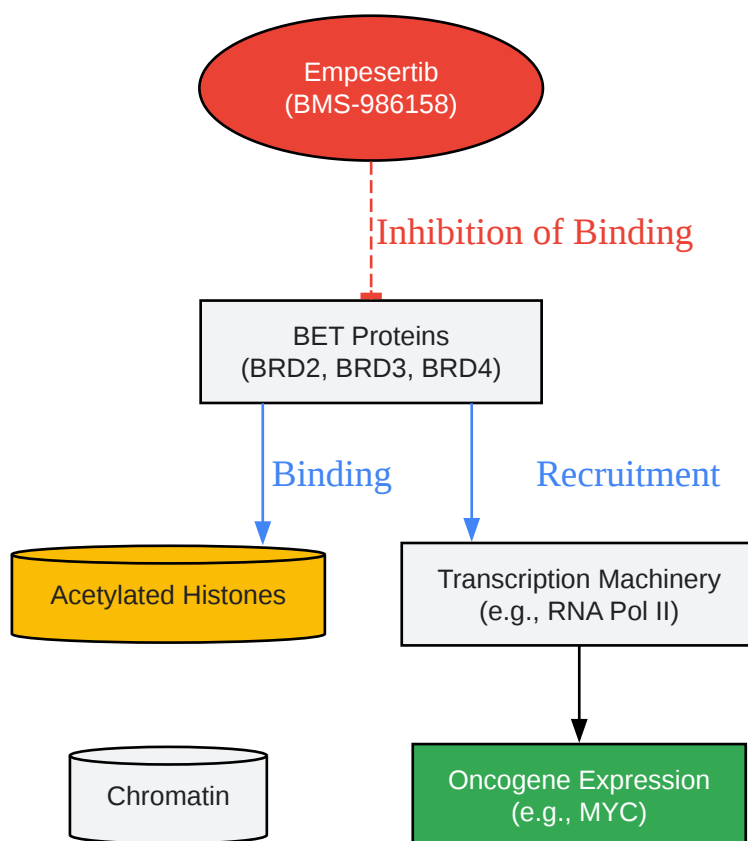 Empesertib
(BMS-986158)
Inhibition of Binding
BET Proteins
(BRD2, BRD3, BRD4)
Binding
Recruitment
Acetylated Histones
Transcription Machinery
(e.g., RNA Pol II)
Chromatin
Oncogene Expression
(e.g., MYC)